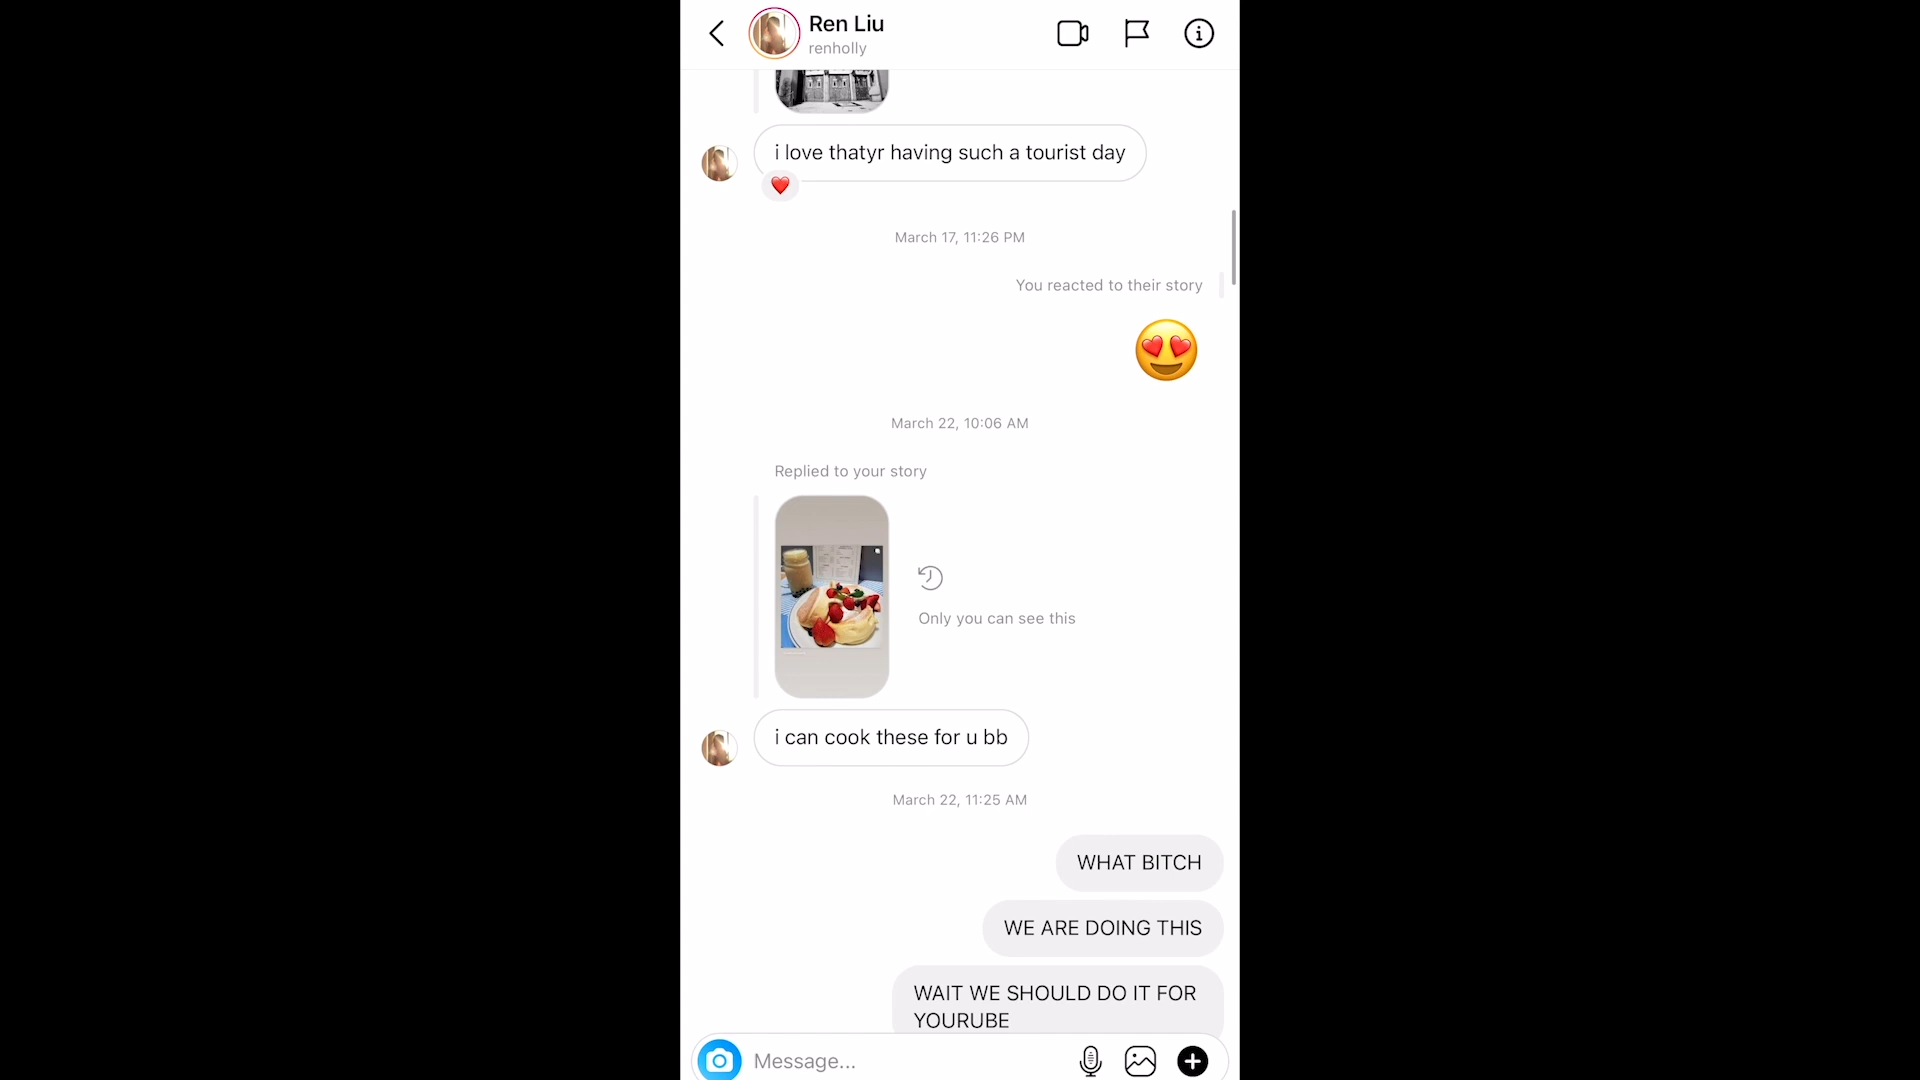 Ren Liu
renholly
i love thatyr having such a tourist day
March 17, 11:26 PM
You reacted to their story
March 22, 10:06 AM
Replied to your story
Only you can see this
i can cook these for u bb
March 22, 11:25 AM
WHAT BITCH
WE ARE DOING THIS
WAIT WE SHOULD DO IT FOR
YOURUBE
Message...